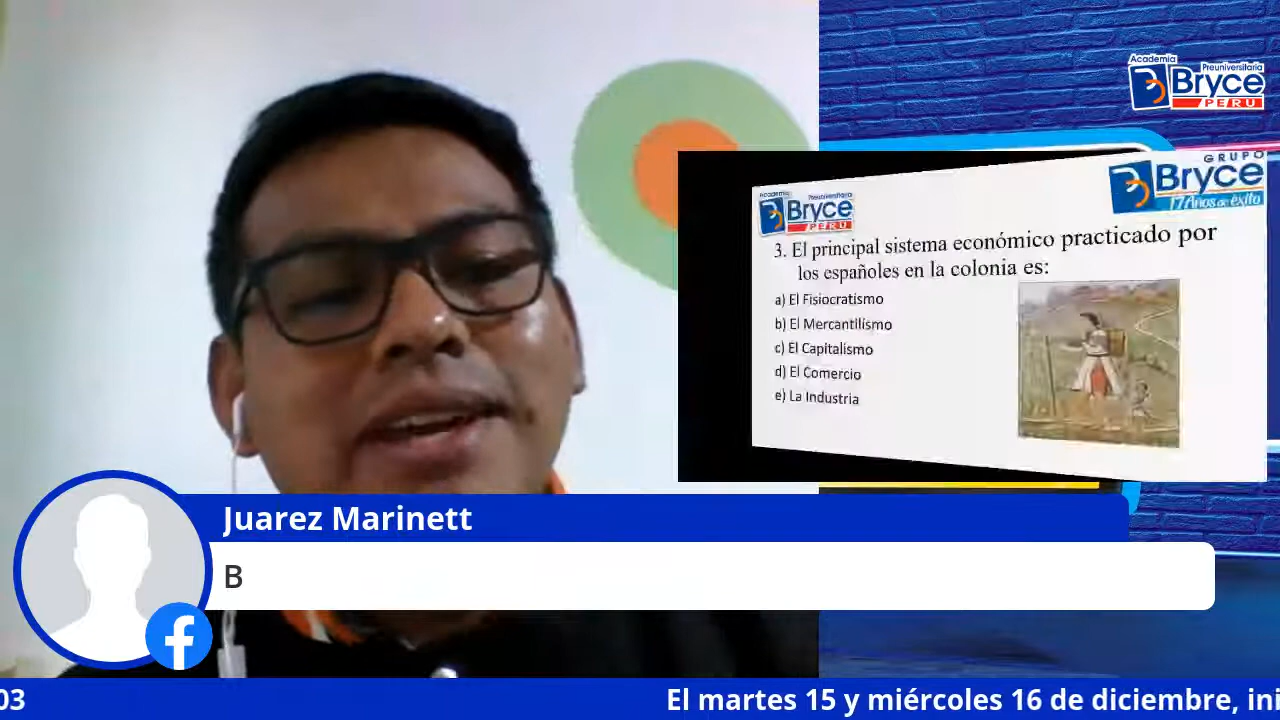 Academia
Preuniversitaria
Bryce
PERU
GRUPO
Bryce
17 Años de éxito
Academia
Preuniversitaria
Bryce
PERU
3. El principal sistema económico practicado por
los españoles en la colonia es:
a) El Fisiocratismo
b) El Mercantilismo
c) El Capitalismo
d) El Comercio
e) La Industria
Juarez Marinett
B
03
El martes 15 y miércoles 16 de diciembre, ini